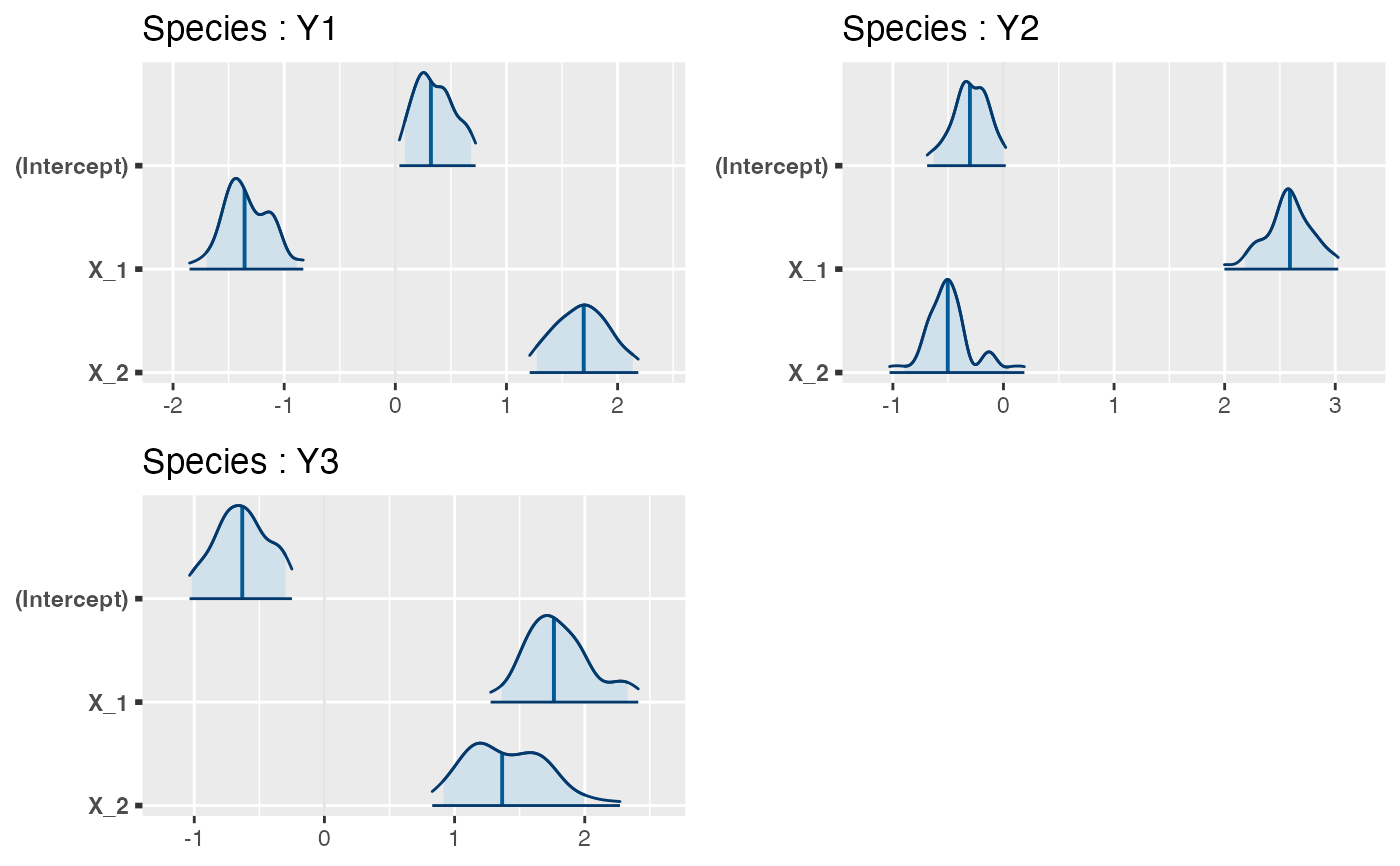 Species : Y1
(Intercept)
X_1
X_2
-2 -1 0 1 2
Species : Y2
(Intercept)
X_1
X_2
-1 0 1 2 3
Species : Y3
(Intercept)
X_1
X_2
-1 0 1 2